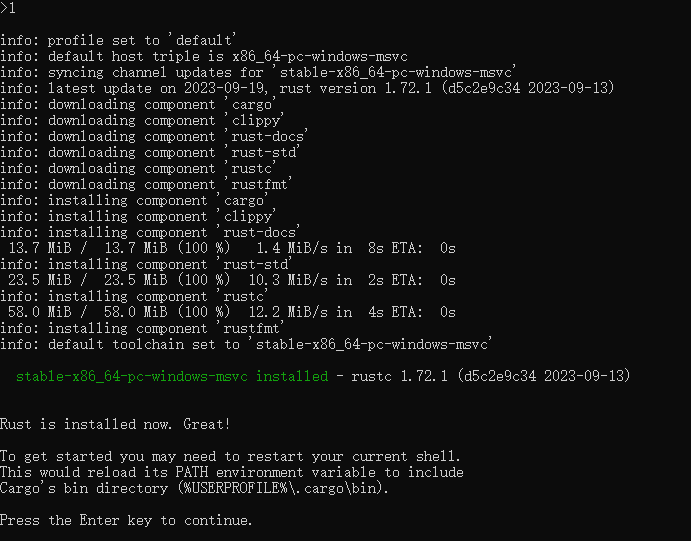 >1
info: profile set to 'default'
info: default host triple is x86_64-pc-windows-msvc
info: syncing channel updates for 'stable-x86_64-pc-windows-msvc'
info: latest update on 2023-09-19, rust version 1.72.1 (d5c2e9c34 2023-09-13)
info: downloading component 'cargo'
info: downloading component 'clippy'
info: downloading component 'rust-docs'
info: downloading component 'rust-std'
info: downloading component 'rustc'
info: downloading component 'rustfmt'
info: installing component 'cargo'
info: installing component 'clippy'
info: installing component 'rust-docs'
 13.7 MiB /  13.7 MiB (100 %)   1.4 MiB/s in  8s ETA:  0s
info: installing component 'rust-std'
 23.5 MiB /  23.5 MiB (100 %)  10.3 MiB/s in  2s ETA:  0s
info: installing component 'rustc'
 58.0 MiB /  58.0 MiB (100 %)  12.2 MiB/s in  4s ETA:  0s
info: installing component 'rustfmt'
info: default toolchain set to 'stable-x86_64-pc-windows-msvc'
  stable-x86_64-pc-windows-msvc installed - rustc 1.72.1 (d5c2e9c34 2023-09-13)
Rust is installed now. Great!
To get started you may need to restart your current shell.
This would reload its PATH environment variable to include
Cargo's bin directory (%USERPROFILE%\.cargo\bin).
Press the Enter key to continue.